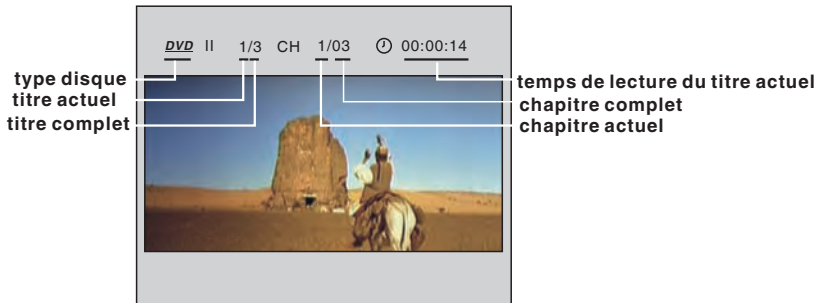 DVD II 1/3 CH 1/03 00:00:14
type disque
titre actuel
titre complet
temps de lecture du titre actuel
chapitre complet
chapitre actuel